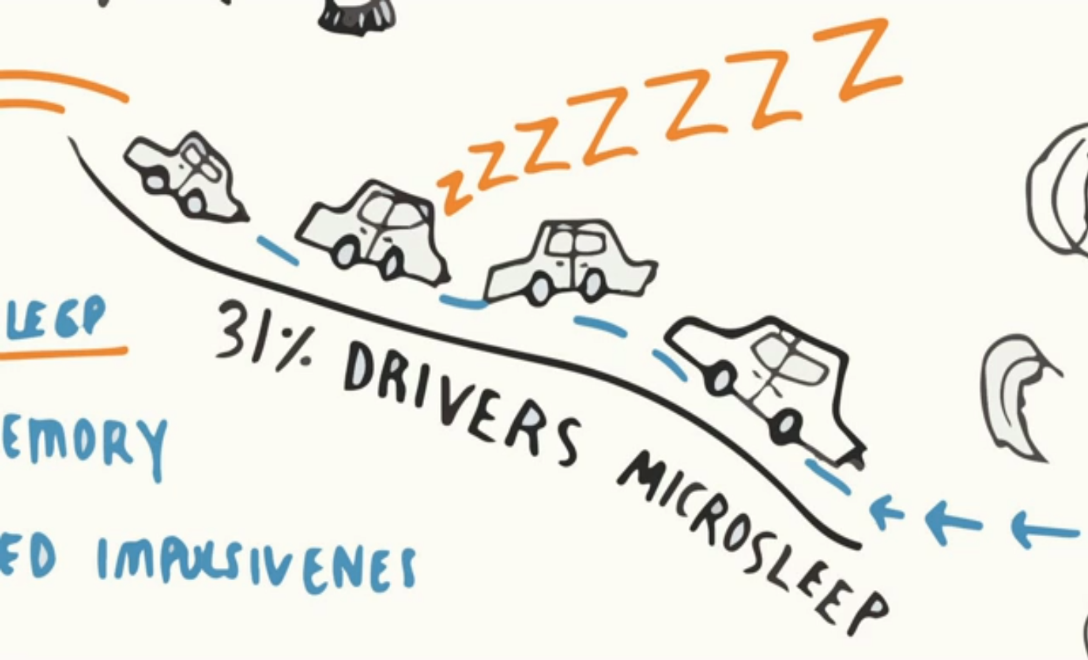 zzzZZZZZ
LEEP
31% DRIVERS MICROSLEEP
EMORY
ED IMPULSIVENES